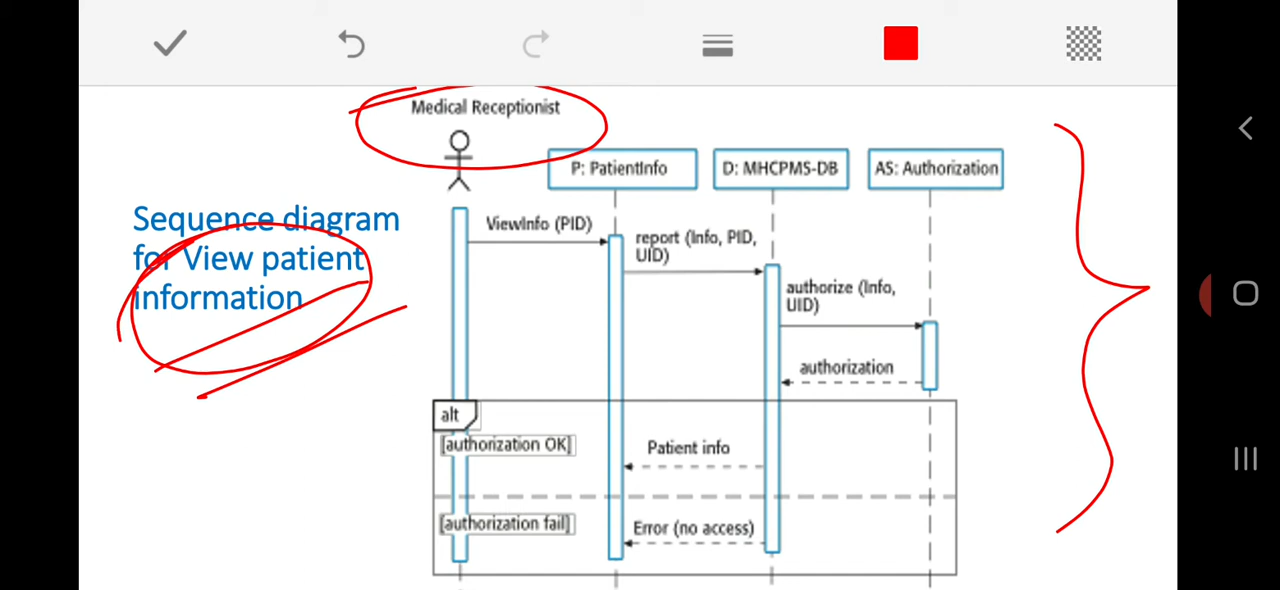 Medical Receptionist
P: PatientInfo
D: MHCPMS-DB
AS: Authorization
Sequence diagram
for View patient
information
ViewInfo (PID)
report (Info, PID,
UID)
authorize (Info,
UID)
authorization
alt
[authorization OK]
Patient info
[authorization fail]
Error (no access)